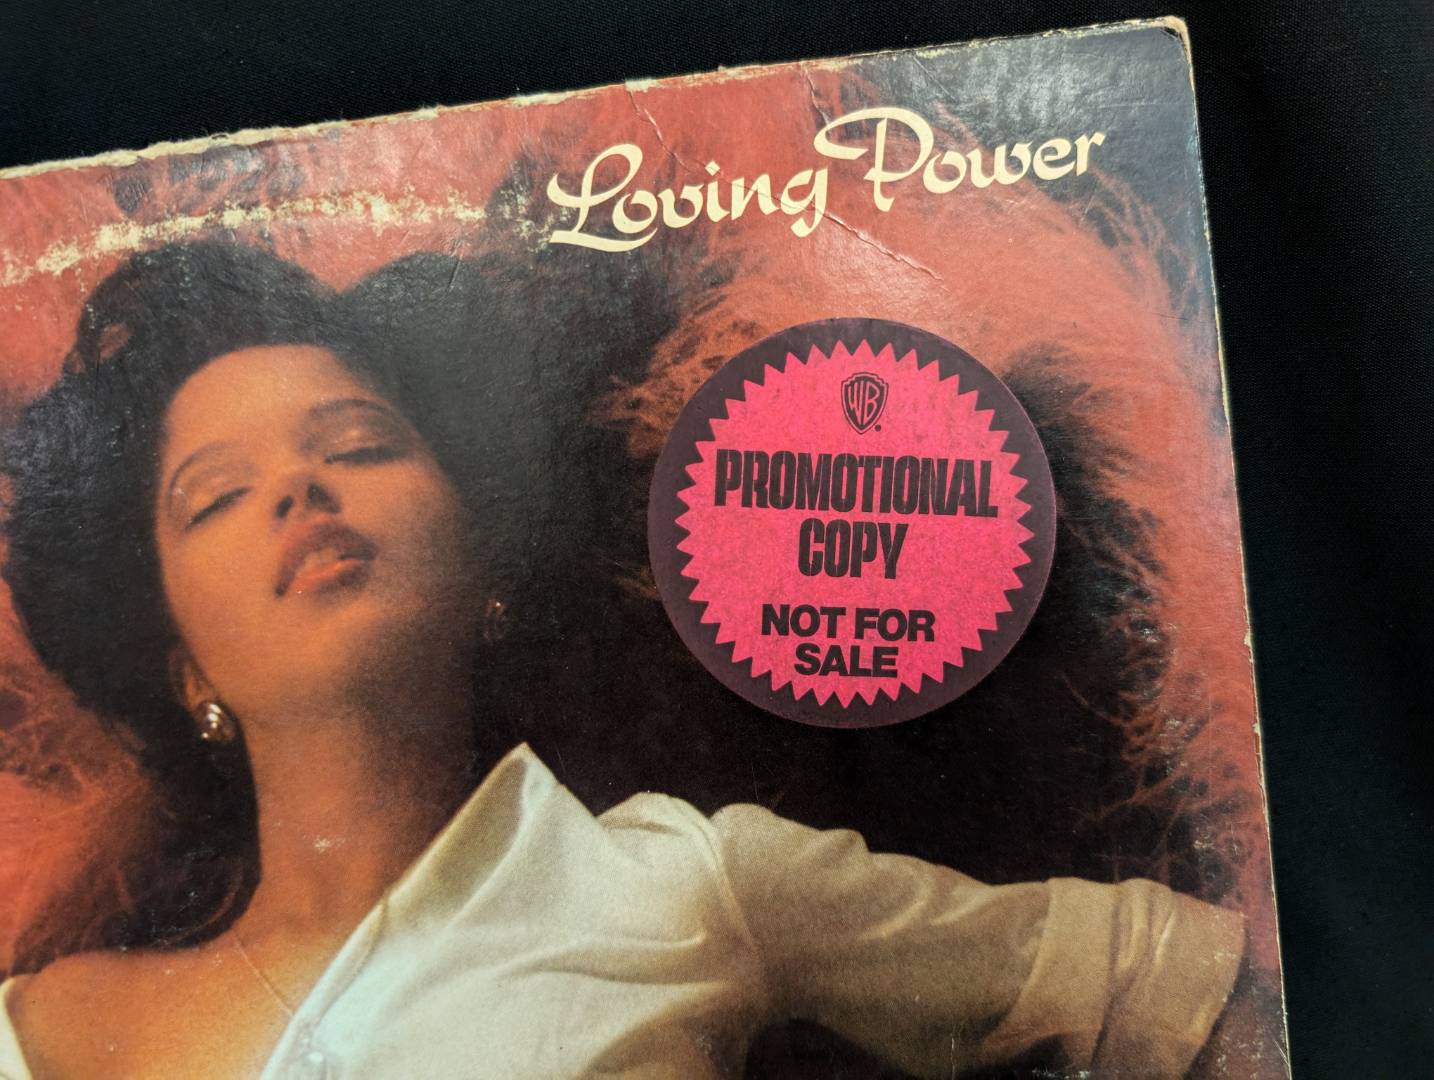 Loving Power
WB
PROMOTIONAL
COPY
NOT FOR
SALE